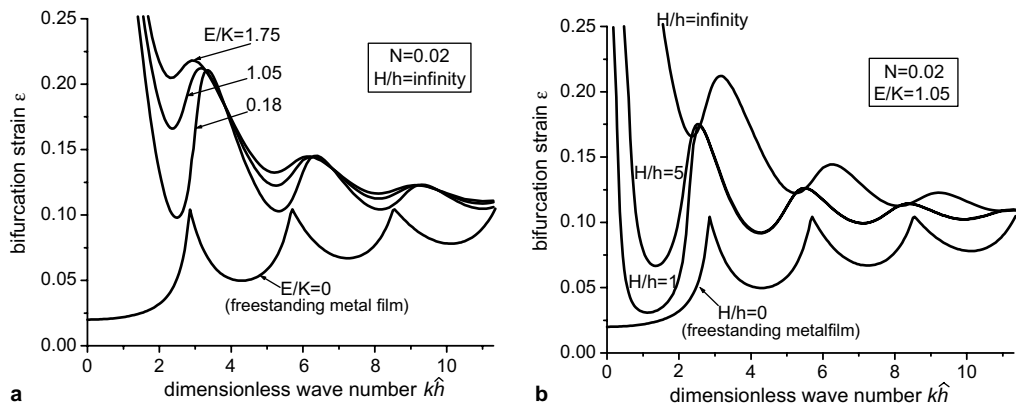 0.25
0.20
0.15
0.10
0.05
0.00
bifurcation strain ε
E/K=1.75
1.05
0.18
N=0.02
H/h=infinity
E/K=0
(freestanding metal film)
0 2 4 6 8 10
dimensionless wave number kĥ
a
0.25
0.20
0.15
0.10
0.05
0.00
bifurcation strain ε
H/h=infinity
N=0.02
E/K=1.05
H/h=5
H/h=1
H/h=0
(freestanding metalfilm)
0 2 4 6 8 10
dimensionless wave number kĥ
b